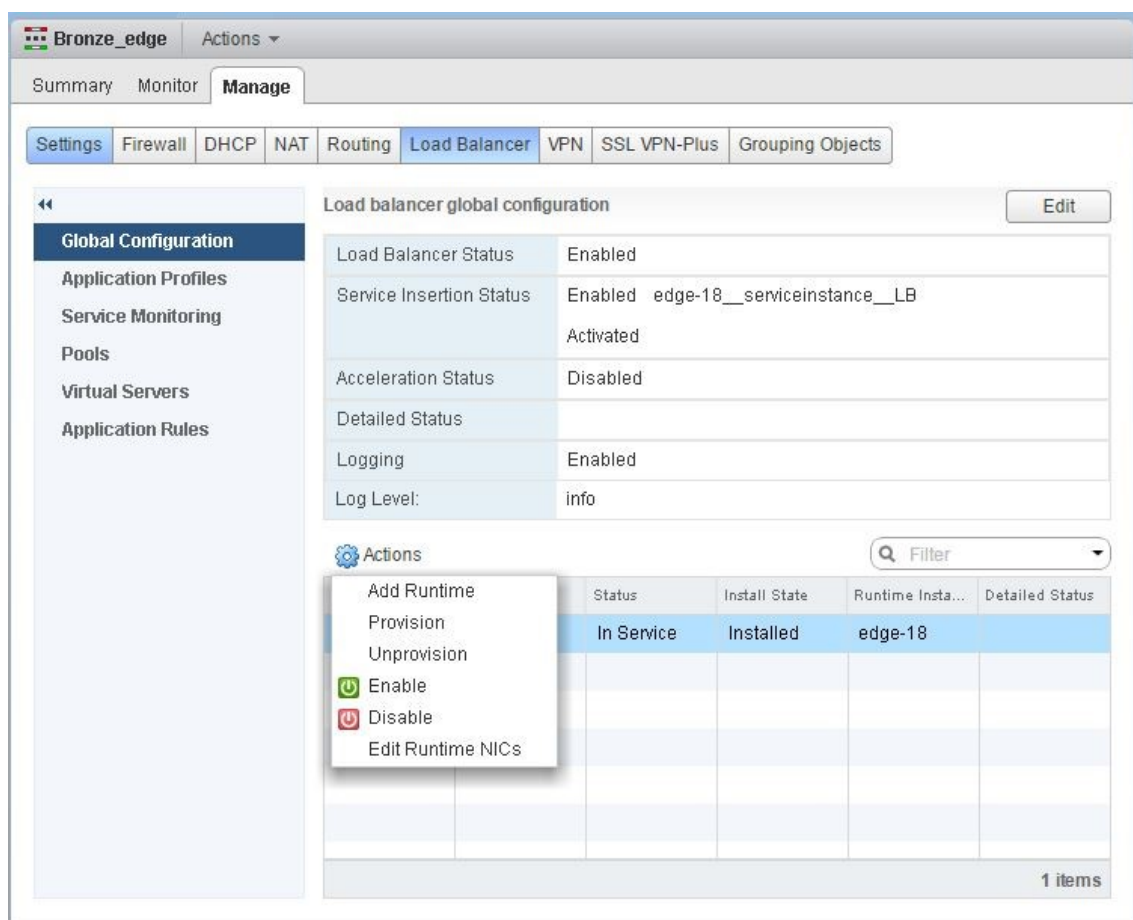 Bronze_edge Actions
Summary Monitor Manage
Settings Firewall DHCP NAT Routing Load Balancer VPN SSL VPN-Plus Grouping Objects
Global Configuration
Application Profiles
Service Monitoring
Pools
Virtual Servers
Application Rules
Load balancer global configuration Edit
Load Balancer Status Enabled
Service Insertion Status Enabled edge-18__serviceinstance__LB
Activated
Acceleration Status Disabled
Detailed Status
Logging Enabled
Log Level: info
Actions Filter
Add Runtime
Provision
Unprovision
Enable
Disable
Edit Runtime NICs
Status Install State Runtime Insta... Detailed Status
In Service Installed edge-18
1 items